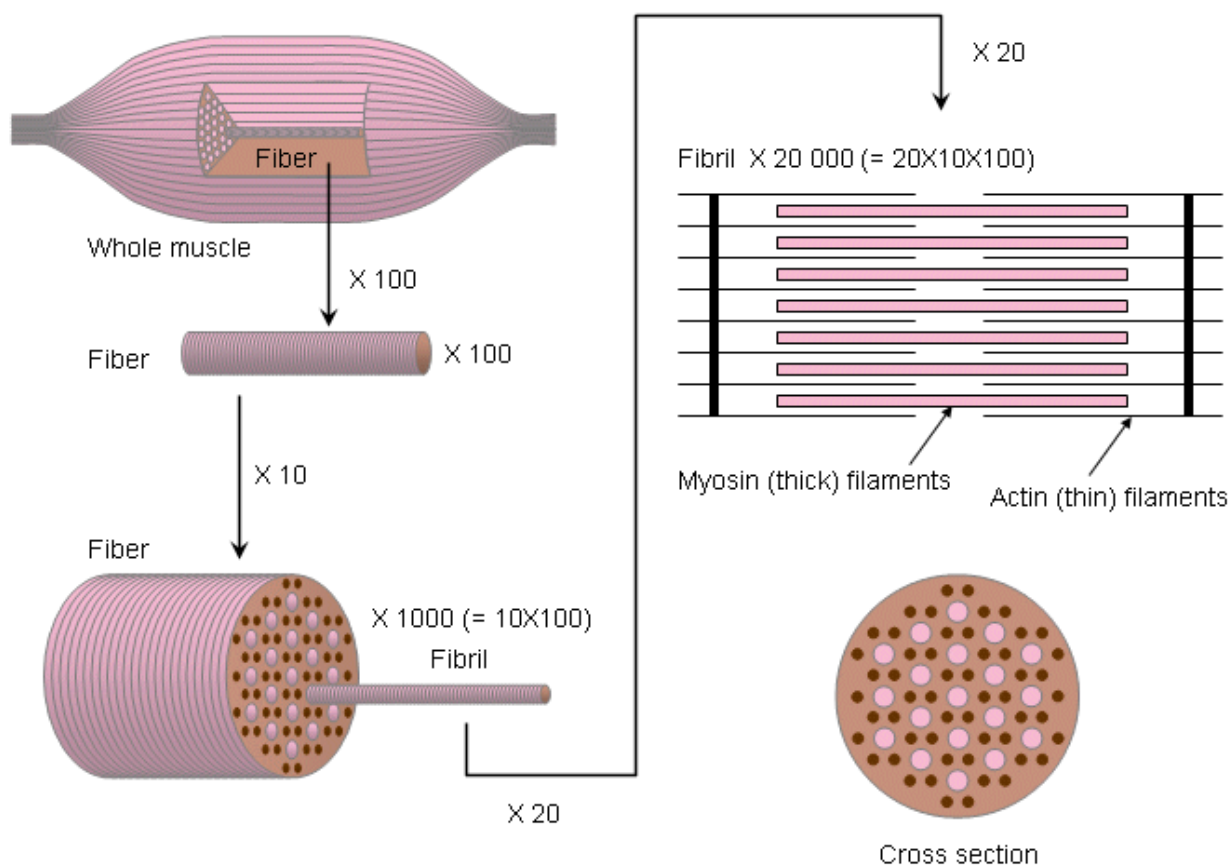 Fiber
Whole muscle
X 100
Fiber
X 100
X 10
Fiber
X 1000 (= 10X100)
Fibril
X 20
X 20
Fibril X 20 000 (= 20X10X100)
Myosin (thick) filaments
Actin (thin) filaments
Cross section